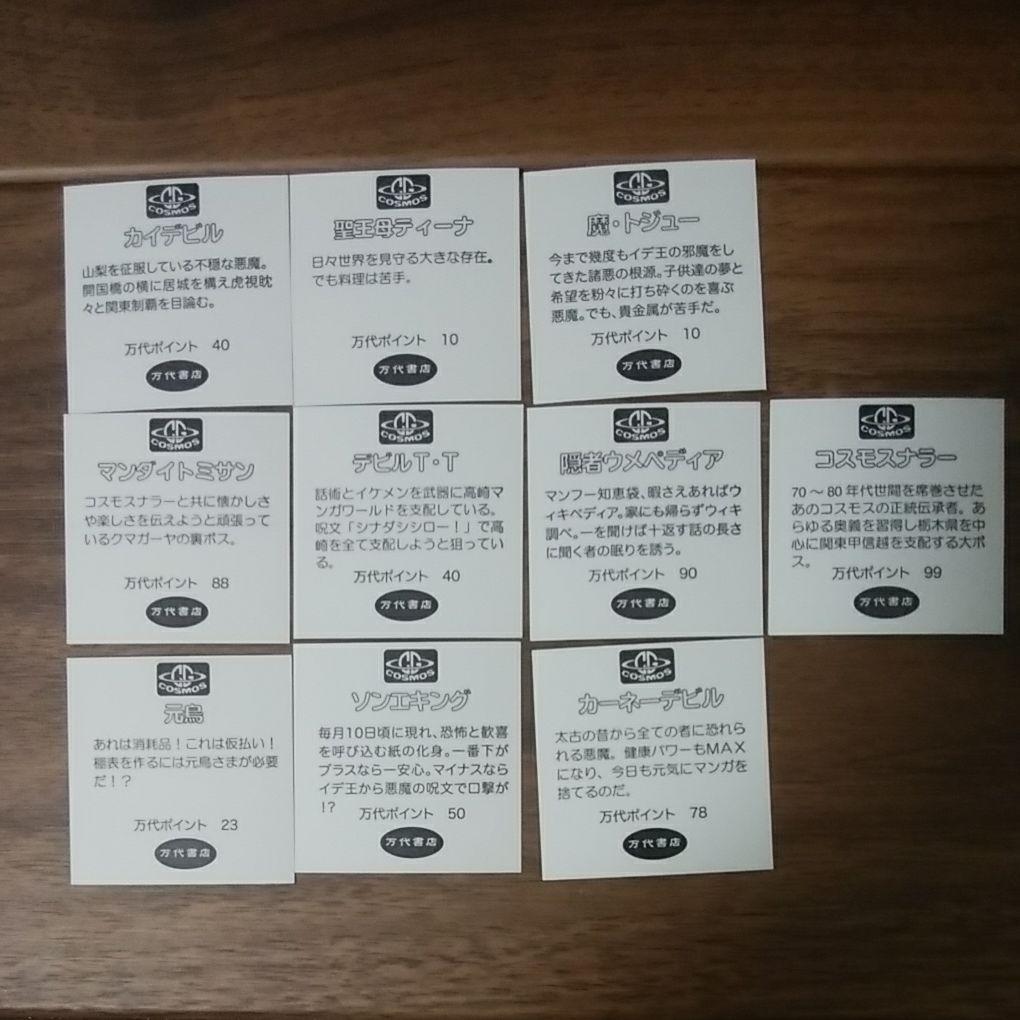 CG
COSMOS
カイデビル
山梨を征服している不穏な悪魔。
開国橋の横に居城を構え虎視眈
々と関東制覇を目論む。
万代ポイント 40
万代書店
CG
COSMOS
聖王母ティーナ
日々世界を見守る大きな存在。
でも料理は苦手。
万代ポイント 10
万代書店
CG
COSMOS
魔・トジュー
今まで幾度もイデ王の邪魔をし
てきた諸悪の根源。子供達の夢と
希望を粉々に打ち砕くのを喜ぶ
悪魔。でも、貴金属が苦手だ。
万代ポイント 10
万代書店
CG
COSMOS
マンダイトミサン
コスモスナラーと共に懐かしさ
や楽しさを伝えようと頑張って
いるクマガーヤの裏ボス。
万代ポイント 88
万代書店
CG
COSMOS
デビルT・T
話術とイケメンを武器に高崎マ
ンガワールドを支配している。
呪文「シナダシシロー！」で高
崎を全て支配しようと狙ってい
る。
万代ポイント 40
万代書店
CG
COSMOS
隠者ウメペディア
マンフー知恵袋、暇さえあればウ
ィキペディア。家にも帰らずウィキ
調べ。一を聞けば十返す話の長さ
に聞く者の眠りを誘う。
万代ポイント 90
万代書店
CG
COSMOS
コスモスナラー
70～80年代世間を席巻させた
あのコスモスの正統伝承者。あ
らゆる奥義を習得し栃木県を中
心に関東甲信越を支配する大ボ
ス。
万代ポイント 99
万代書店
CG
COSMOS
元鳥
あれは消耗品！これは仮払い！
極表を作るには元鳥さまが必要
だ！？
万代ポイント 23
万代書店
CG
COSMOS
ソンエキング
毎月10日頃に現れ、恐怖と歓喜
を呼び込む紙の化身。一番下が
プラスなら一安心。マイナスなら
イデ王から悪魔の呪文で口撃が
!?
万代ポイント 50
万代書店
CG
COSMOS
カーネーデビル
太古の昔から全ての者に恐れら
れる悪魔。健康パワーもMAX
になり、今日も元気にマンガを
捨てるのだ。
万代ポイント 78
万代書店